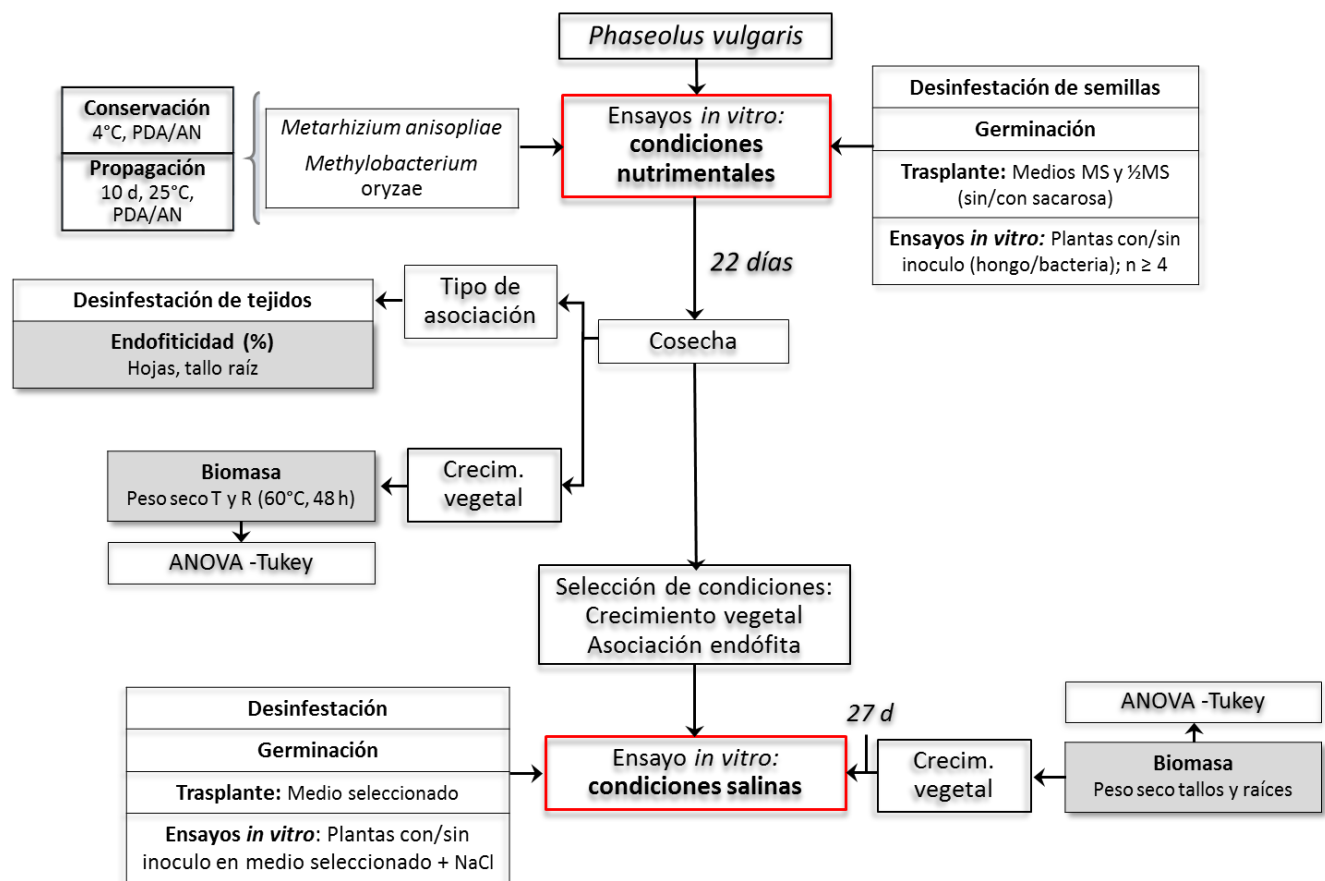 Phaseolus vulgaris
Conservación
4°C, PDA/AN
Propagación
10 d, 25°C,
PDA/AN
Metarhizium anisopliae
Methylobacterium
oryzae
Ensayos in vitro:
condiciones
nutrimentales
Desinfestación de semillas
Germinación
Trasplante: Medios MS y ½MS
(sin/con sacarosa)
Ensayos in vitro: Plantas con/sin
inoculo (hongo/bacteria); n ≥ 4
22 días
Desinfestación de tejidos
Endofiticidad (%)
Hojas, tallo raíz
Tipo de
asociación
Cosecha
Biomasa
Peso seco T y R (60°C, 48 h)
Crecim.
vegetal
ANOVA -Tukey
Selección de condiciones:
Crecimiento vegetal
Asociación endófita
Desinfestación
Germinación
Trasplante: Medio seleccionado
Ensayos in vitro: Plantas con/sin
inoculo en medio seleccionado + NaCl
Ensayo in vitro:
condiciones salinas
27 d
Crecim.
vegetal
ANOVA -Tukey
Biomasa
Peso seco tallos y raíces